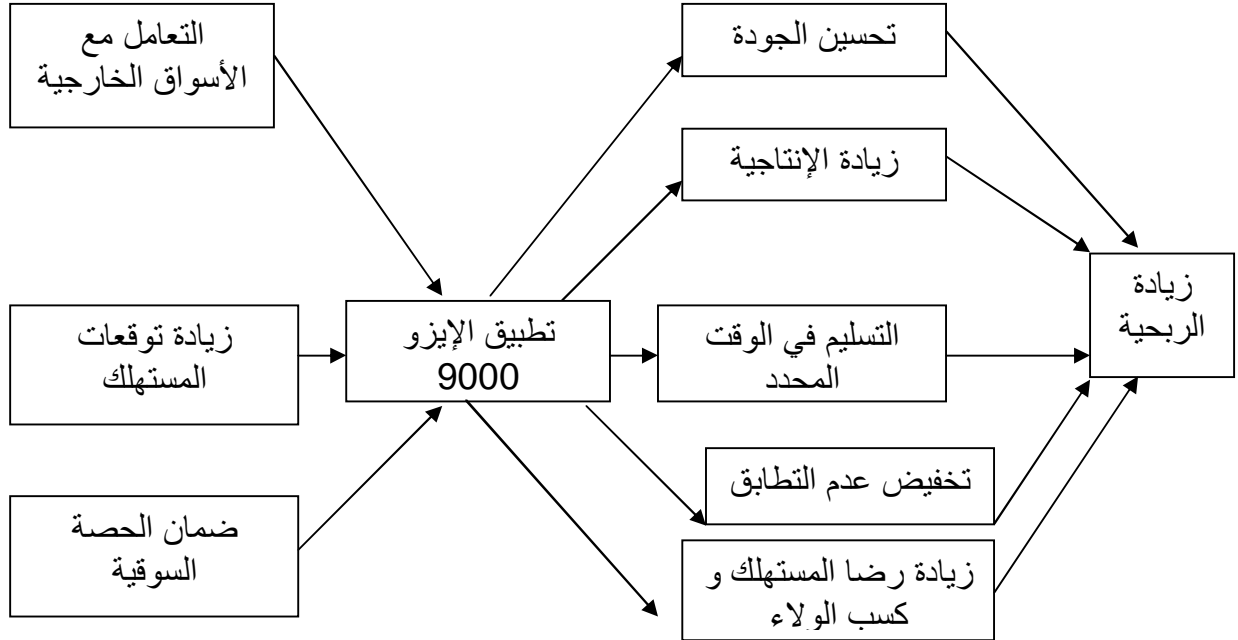 التعامل مع
الأسواق الخارجية
زيادة توقعات
المستهلك
ضمان الحصة
السوقية
تطبيق الإيزو
9000
تحسين الجودة
زيادة الإنتاجية
التسليم في الوقت
المحدد
تخفيض عدم التطابق
زيادة رضا المستهلك و
كسب الولاء
زيادة
الربحية